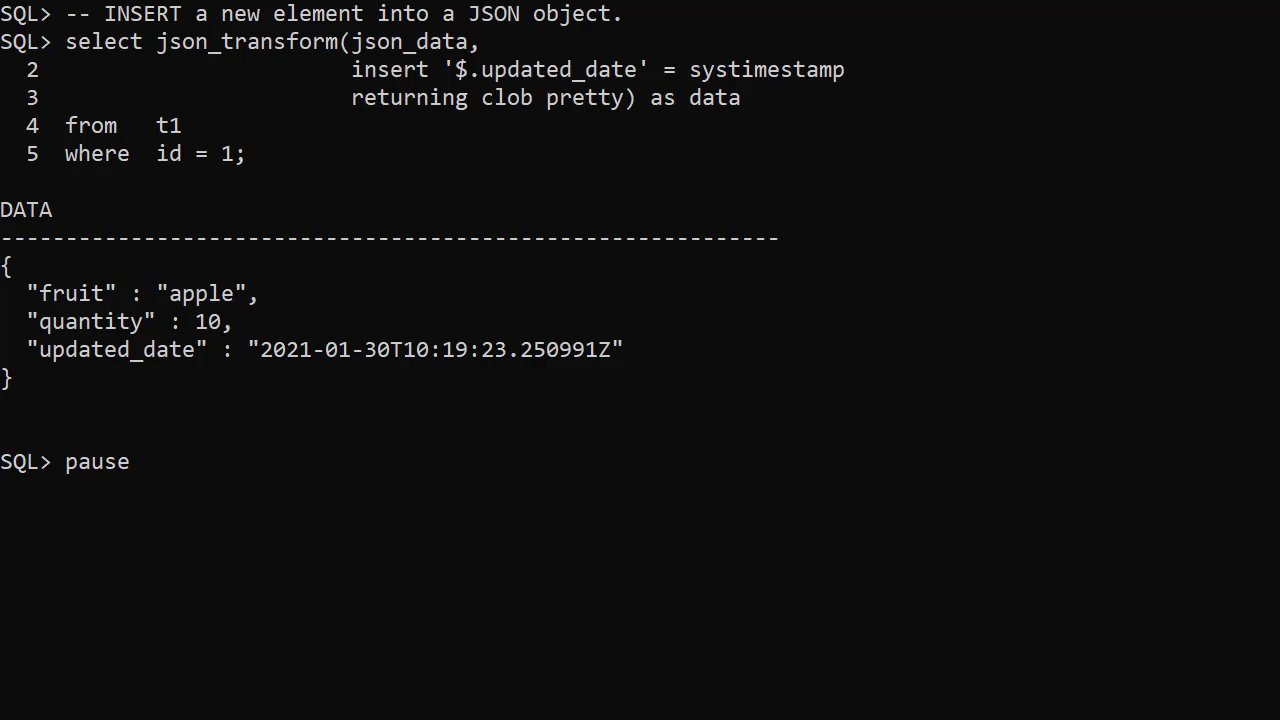 SQL> -- INSERT a new element into a JSON object.
SQL> select json_transform(json_data,
  2                        insert '$.updated_date' = systimestamp
  3                        returning clob pretty) as data
  4  from   t1
  5  where  id = 1;
DATA
------------------------------------------------------------
{
  "fruit" : "apple",
  "quantity" : 10,
  "updated_date" : "2021-01-30T10:19:23.250991Z"
}
SQL> pause